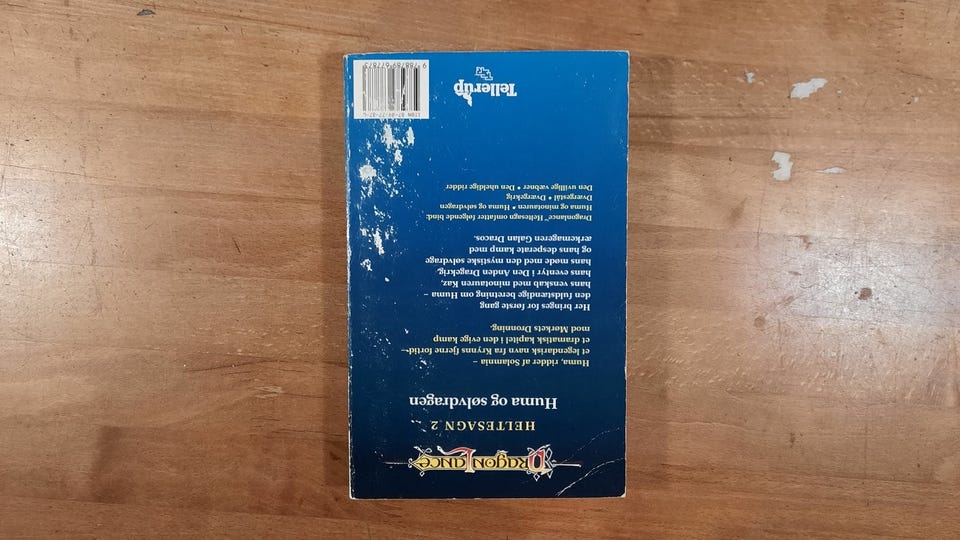 DRAGONLANCE
HELTESAGN 2
Huma og sølvdragen
Huma, ridder af Solamnia –
et legendarisk navn fra Krynns fjerne fortid –
et dramatisk kapitel i den evige kamp
mod Mørkets Dronning.
Her bringes for første gang
den fuldstændige beretning om Huma –
hans venskab med minotauren Kaz,
hans eventyr i Den Anden Dragekrig,
hans møde med den mystiske sølvdrage
og hans desperate kamp med
ærkemageren Galan Dracos.
Dragonlance Heltesagn omfatter følgende bind:
Huma og minotauren * Huma og sølvdragen
Dværgestål * Dværgekrig
Den uvillige væbner * Den uheldige ridder
Tellerup